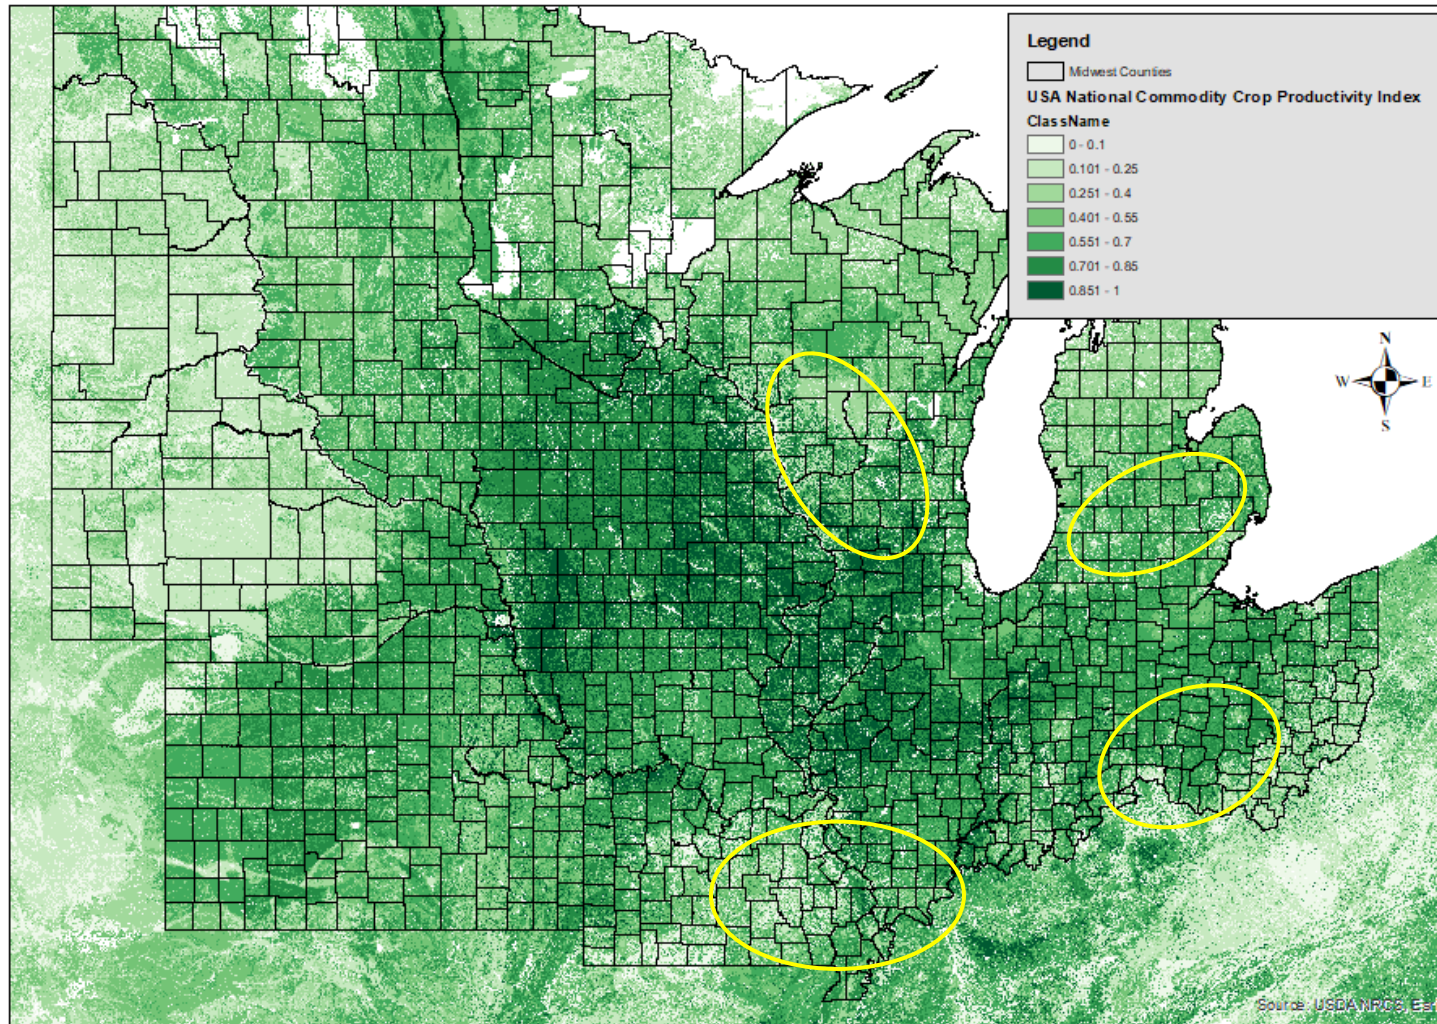 Legend
Midwest Counties
USA National Commodity Crop Productivity Index
ClassName
0 - 0.1
0.101 - 0.25
0.251 - 0.4
0.401 - 0.55
0.551 - 0.7
0.701 - 0.85
0.851 - 1
N
W E
S
Source: USDA NRCS, Esri